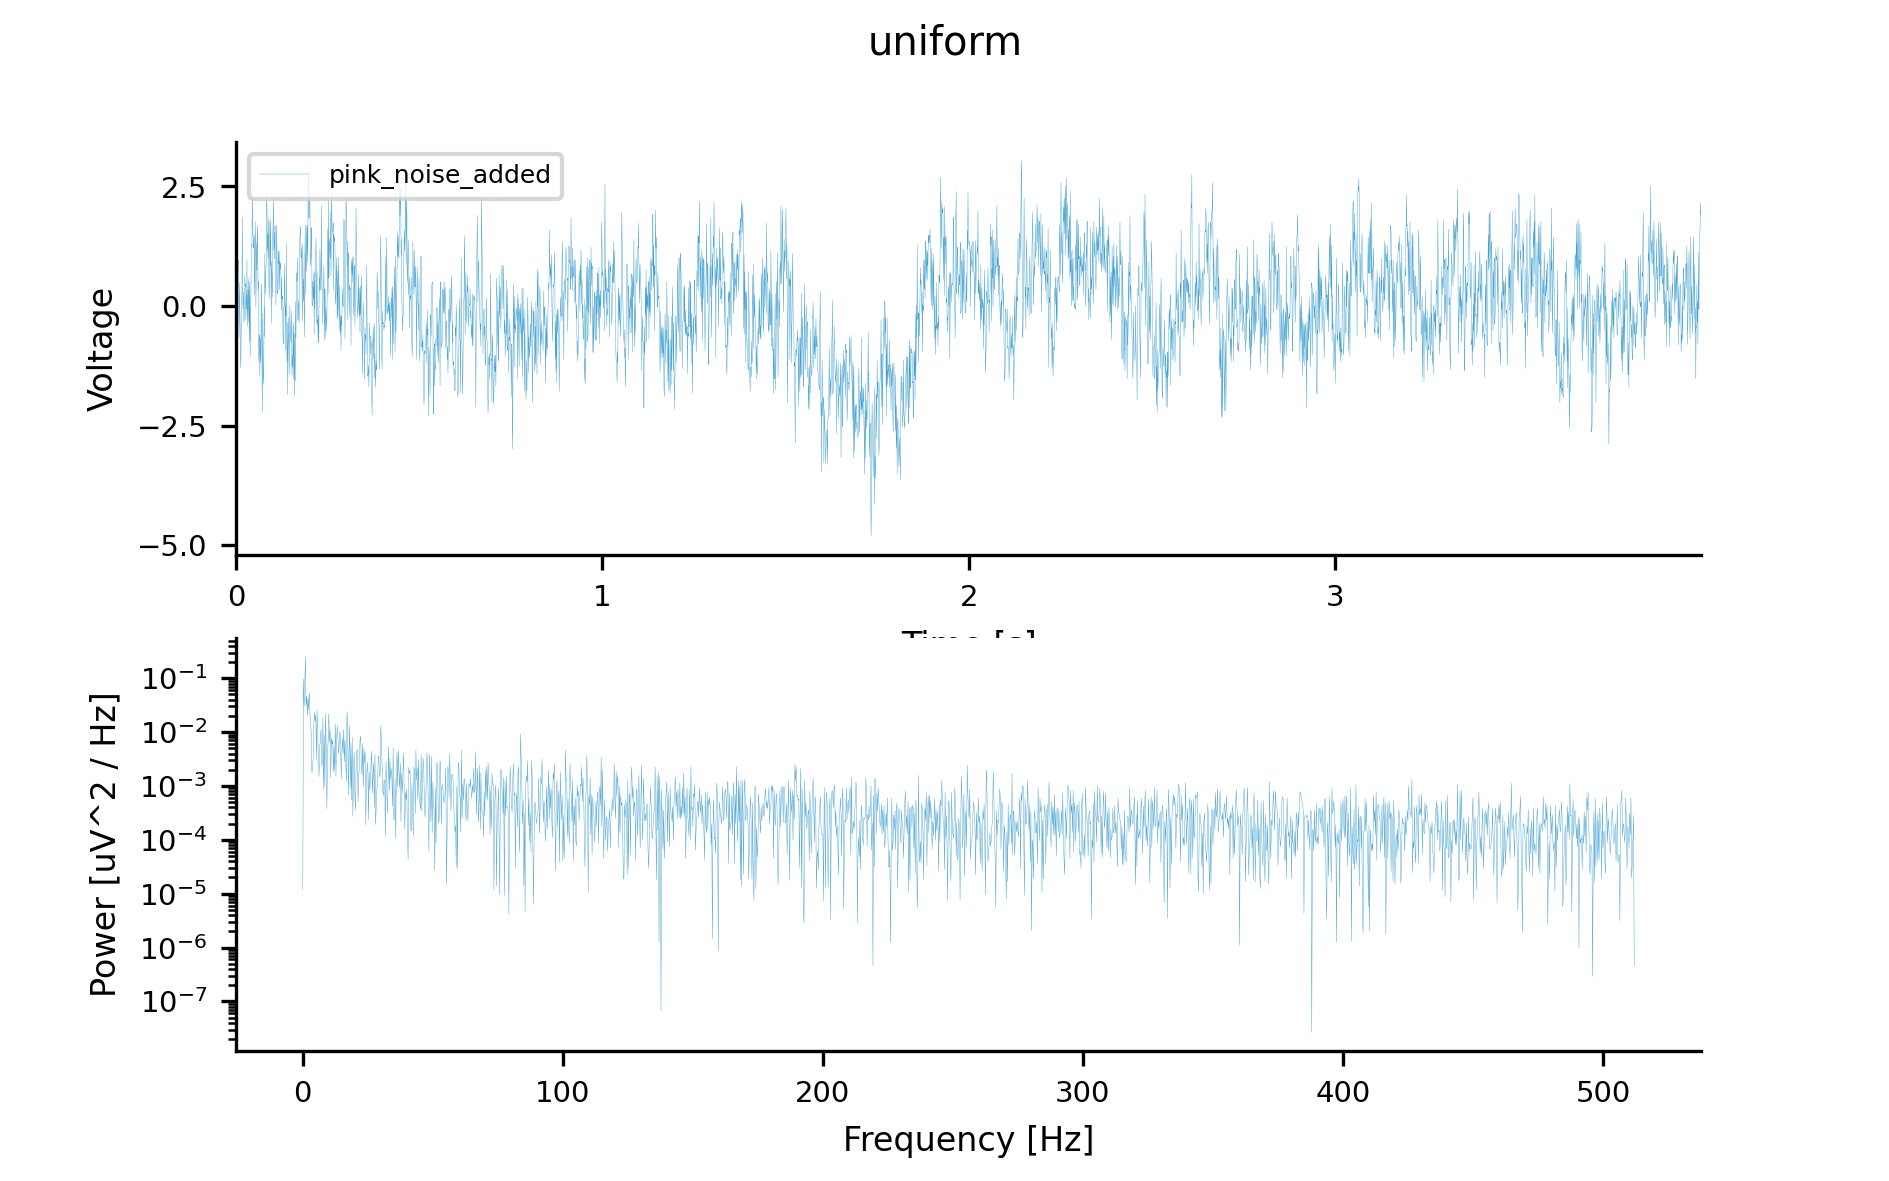 uniform
pink_noise_added
2.5
0.0
−2.5
−5.0
Voltage
0 1 2 3
Time [s]
10⁻¹
10⁻²
10⁻³
10⁻⁴
10⁻⁵
10⁻⁶
10⁻⁷
Power [uV^2 / Hz]
0 100 200 300 400 500
Frequency [Hz]